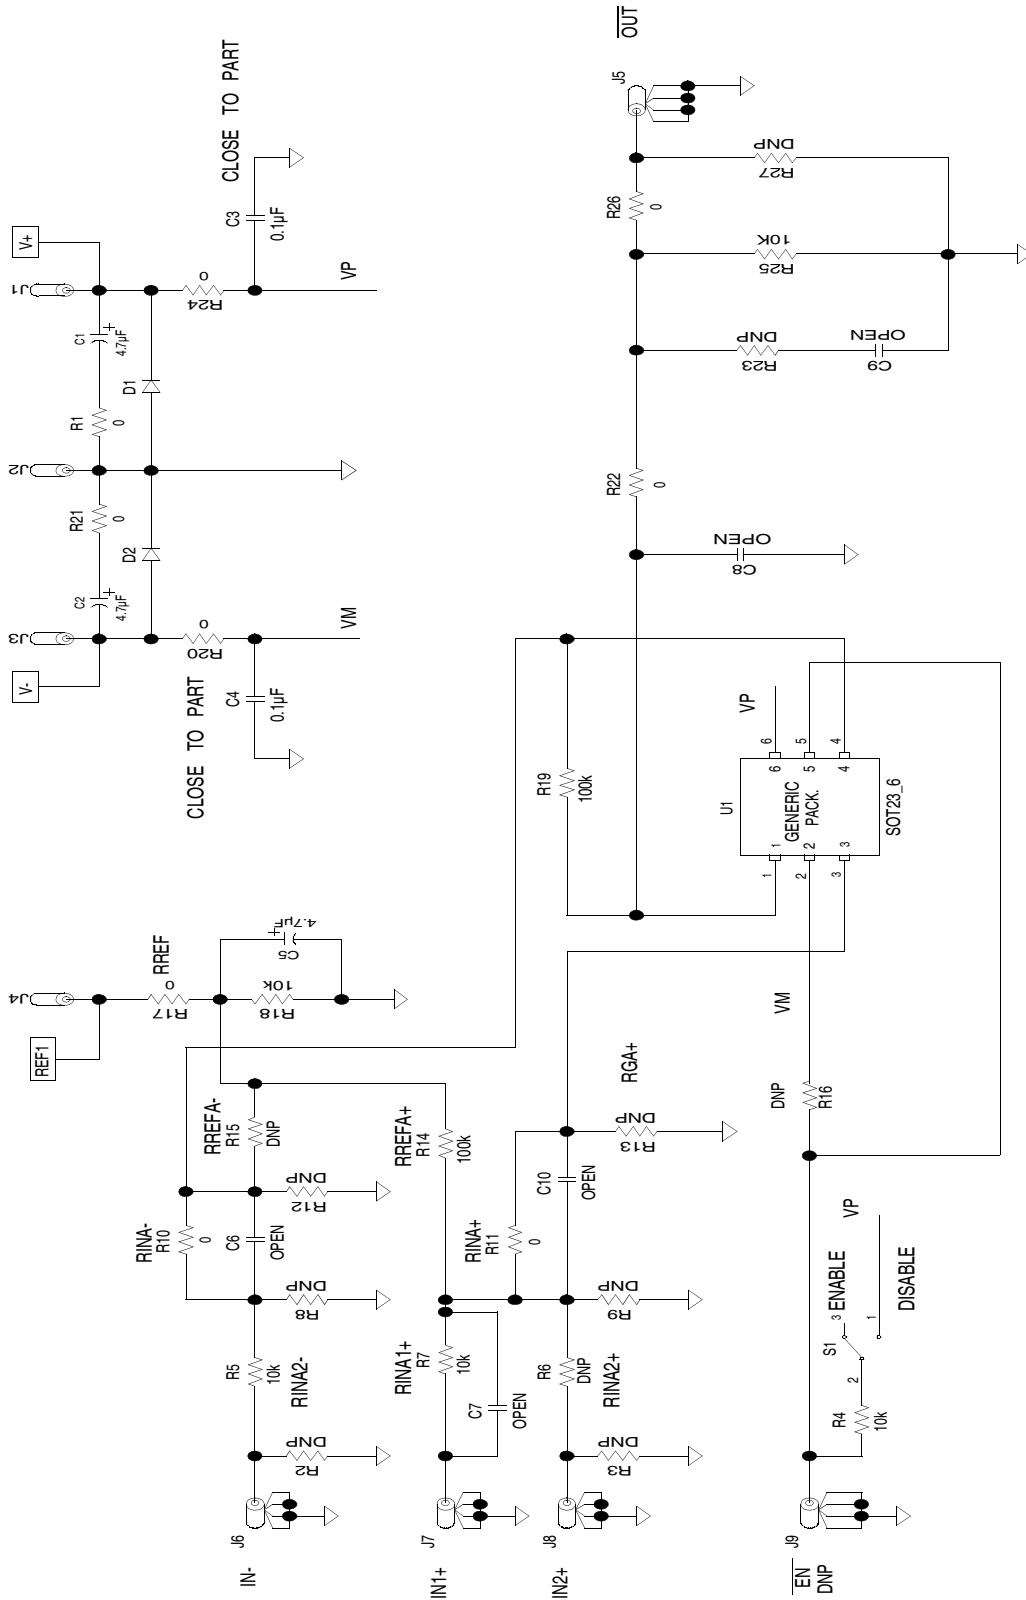 V-
J3
C2
4.7µF
R21
0
J2
R1
0
C1
4.7µF
J1
V+
D2
D1
R20
0
R24
0
VM
VP
C4
0.1µF
CLOSE TO PART
C3
0.1µF
CLOSE TO PART
REF1
J4
R17
0
RREF
R18
10k
C5
4.7µF
IN-
J6
R2
DNP
R5
10k
RINA2-
R8
DNP
RINA-
R10
0
C6
OPEN
R12
DNP
RREFA-
R15
DNP
IN1+
J7
RINA1+
R7
10k
C7
OPEN
RREFA+
R14
100k
IN2+
J8
R3
DNP
R6
DNP
RINA2+
R9
DNP
RINA+
R11
0
C10
OPEN
R13
DNP
RGA+
EN
DNP
J9
R4
10k
S1
2
3
1
ENABLE
DISABLE
VP
DNP
R16
VM
U1
GENERIC
PACK.
SOT23_6
1
2
3
4
5
6
1
2
3
4
5
6
VP
R19
100k
C8
OPEN
R22
0
R23
DNP
C9
OPEN
R25
10K
R26
0
R27
DNP
J5
OUT